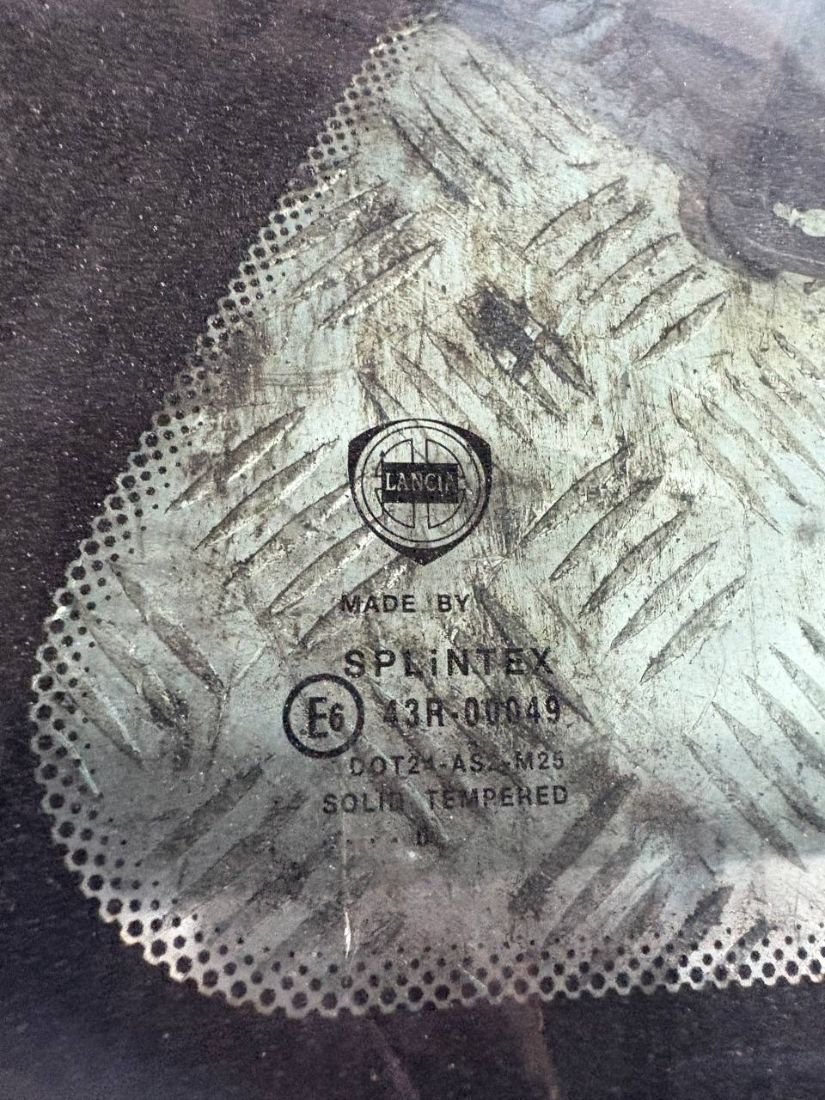 LANCIA
MADE BY
SPLiNTEX
E6 43R-00049
SOLID TEMPERED